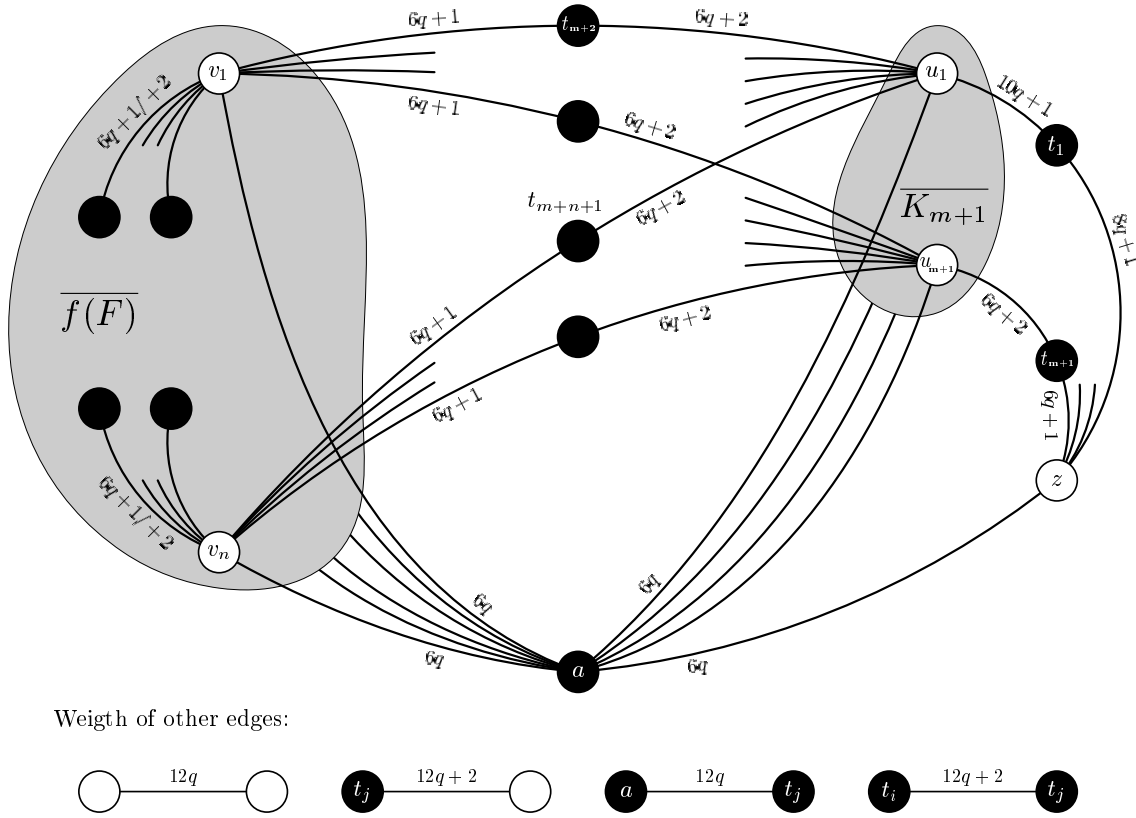 6q+1
t_{m+2}
6q+2
v_1
u_1
10q+1
6q+1/+2
6q+1
6q+2
t_1
\overline{K_{m+1}}
t_{m+n+1}
6q+2
8q+1
u_{m+1}
\overline{f(F)}
6q+1
6q+2
6q+2
t_{m+1}
6q+1
6q+1
z
6q+1/+2
v_n
6q
6q
6q
6q
a
Weigth of other edges:
12q
12q+2
12q
12q+2
t_j
a
t_j
t_i
t_j